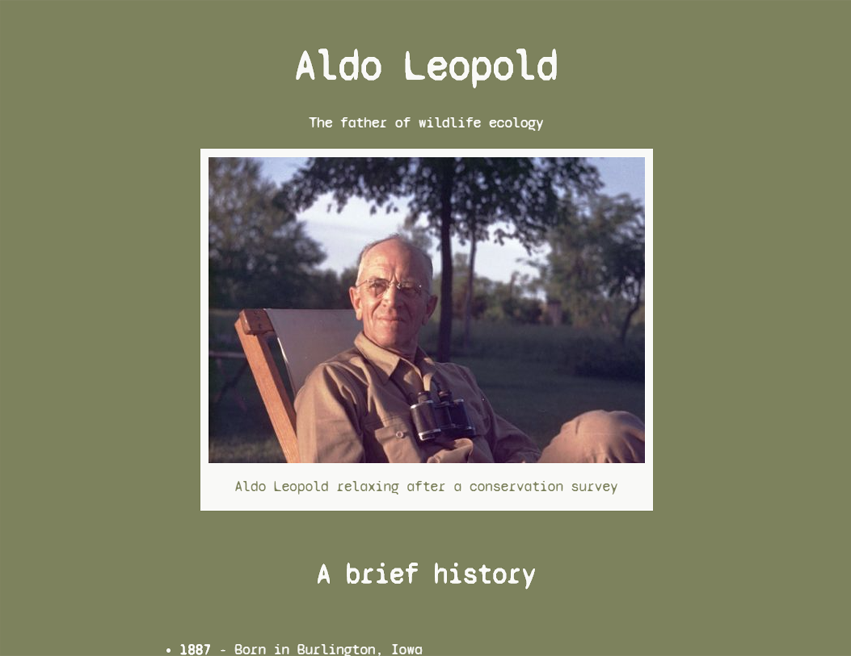 Aldo Leopold
The father of wildlife ecology
Aldo Leopold relaxing after a conservation survey
A brief history
• 1887 - Born in Burlington, Iowa